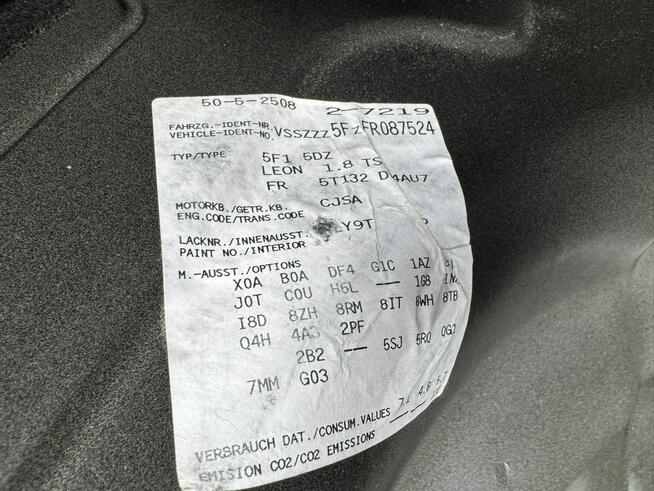 50-5-2508 2-7219
FAHRZG.-IDENT-NR.
VEHICLE-IDENT-NO. VSSZZZ5FZFR087524
TYP/TYPE 5F1 5DZ
LEON 1.8 TS
FR 5T132 D4AU7
MOTORKB./GETR.KB.
ENG.CODE/TRANS.CODE CJSA
LACKNR./INNENAUSST.
PAINT NO./INTERIOR LY9T
M.-AUSST./OPTIONS
X0A B0A DF4 G1C 1AZ
J0T C0U H6L -- 1G8
I8D 8ZH 8RM 8IT 8WH 8TB
Q4H 4A3 2PF
2B2 -- 5SJ 5RQ
7MM G03
VERBRAUCH DAT./CONSUM.VALUES
EMISION CO2/CO2 EMISSIONS